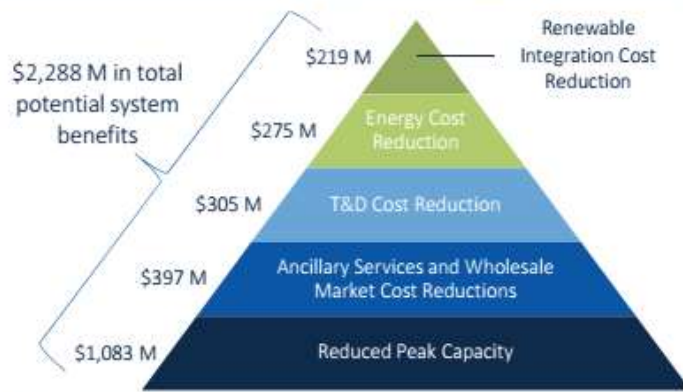 $2,288 M in total
potential system
benefits
$219 M
Renewable
Integration Cost
Reduction
$275 M
Energy Cost
Reduction
$305 M
T&D Cost Reduction
$397 M
Ancillary Services and Wholesale
Market Cost Reductions
$1,083 M
Reduced Peak Capacity